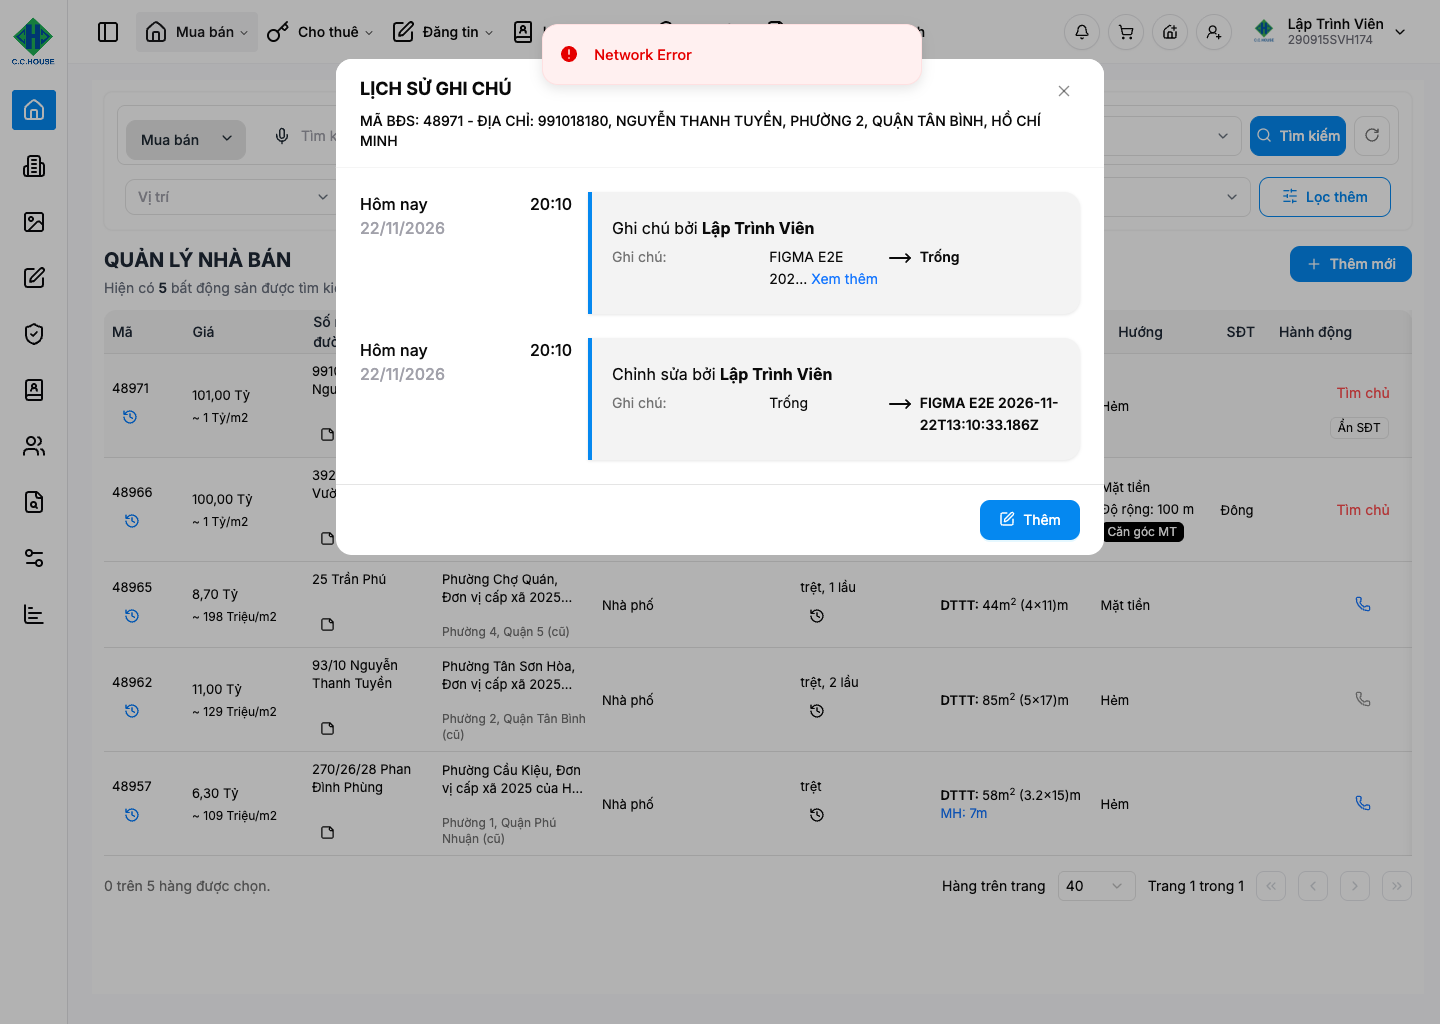 C.C.HOUSE
Mua bán
Cho thuê
Đăng tin
Lập Trình Viên
290915SVH174
Network Error
LỊCH SỬ GHI CHÚ
MÃ BĐS: 48971 - ĐỊA CHỈ: 991018180, NGUYỄN THANH TUYỀN, PHƯỜNG 2, QUẬN TÂN BÌNH, HỒ CHÍ
MINH
Hôm nay
20:10
22/11/2026
Ghi chú bởi Lập Trình Viên
Ghi chú:
FIGMA E2E
202... Xem thêm
Trống
Hôm nay
20:10
22/11/2026
Chỉnh sửa bởi Lập Trình Viên
Ghi chú:
Trống
FIGMA E2E 2026-11-
22T13:10:33.186Z
Thêm
Mua bán
Tìm k
Tìm kiếm
Vị trí
Lọc thêm
QUẢN LÝ NHÀ BÁN
Hiện có 5 bất động sản được tìm kiế
Thêm mới
Mã
Giá
Số
đườ
Hướng
SĐT
Hành động
48971
101,00 Tỷ
~ 1 Tỷ/m2
9910
Ngu
Hẻm
Tìm chủ
Ẩn SĐT
48966
100,00 Tỷ
~ 1 Tỷ/m2
392
Vườ
Mặt tiền
Độ rộng: 100 m
Căn góc MT
Đông
Tìm chủ
48965
8,70 Tỷ
~ 198 Triệu/m2
25 Trần Phú
Phường Chợ Quán,
Đơn vị cấp xã 2025...
Phường 4, Quận 5 (cũ)
Nhà phố
trệt, 1 lầu
DTTT: 44m2 (4x11)m
Mặt tiền
48962
11,00 Tỷ
~ 129 Triệu/m2
93/10 Nguyễn
Thanh Tuyền
Phường Tân Sơn Hòa,
Đơn vị cấp xã 2025...
Phường 2, Quận Tân Bình
(cũ)
Nhà phố
trệt, 2 lầu
DTTT: 85m2 (5x17)m
Hẻm
48957
6,30 Tỷ
~ 109 Triệu/m2
270/26/28 Phan
Đình Phùng
Phường Cầu Kiệu, Đơn
vị cấp xã 2025 của H...
Phường 1, Quận Phú
Nhuận (cũ)
Nhà phố
trệt
DTTT: 58m2 (3.2x15)m
MH: 7m
Hẻm
0 trên 5 hàng được chọn.
Hàng trên trang
40
Trang 1 trong 1